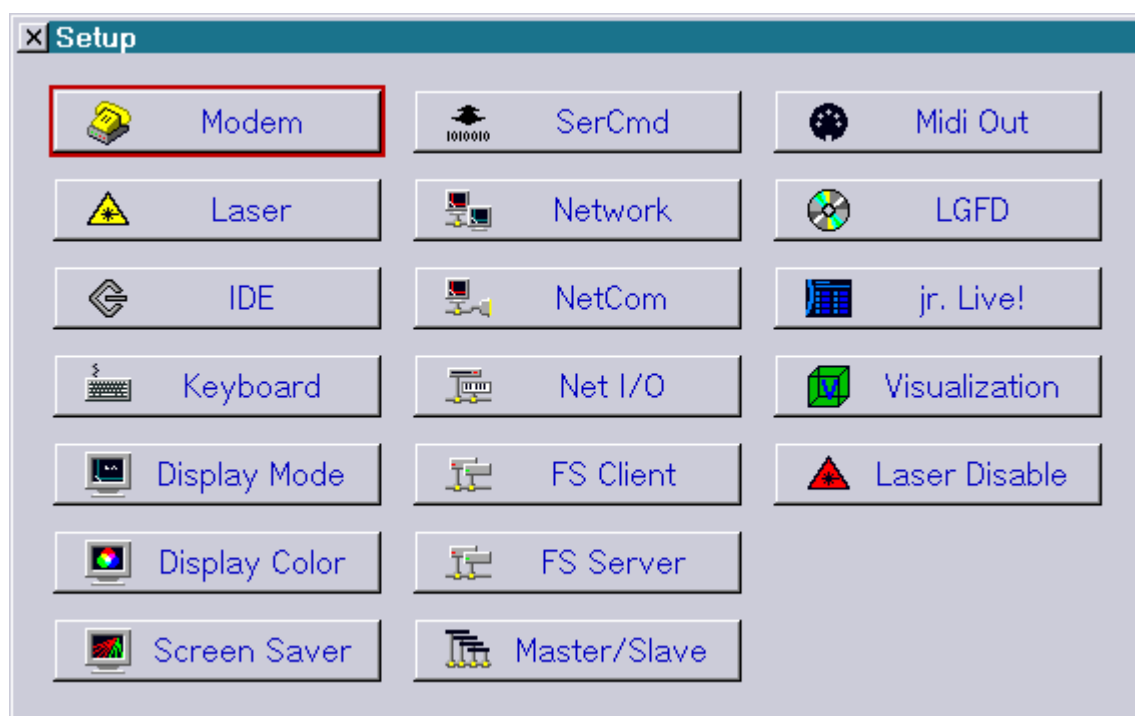 Setup
Modem
SerCmd
Midi Out
Laser
Network
LGFD
IDE
NetCom
jr. Live!
Keyboard
Net I/O
Visualization
Display Mode
FS Client
Laser Disable
Display Color
FS Server
Screen Saver
Master/Slave
1010010
V